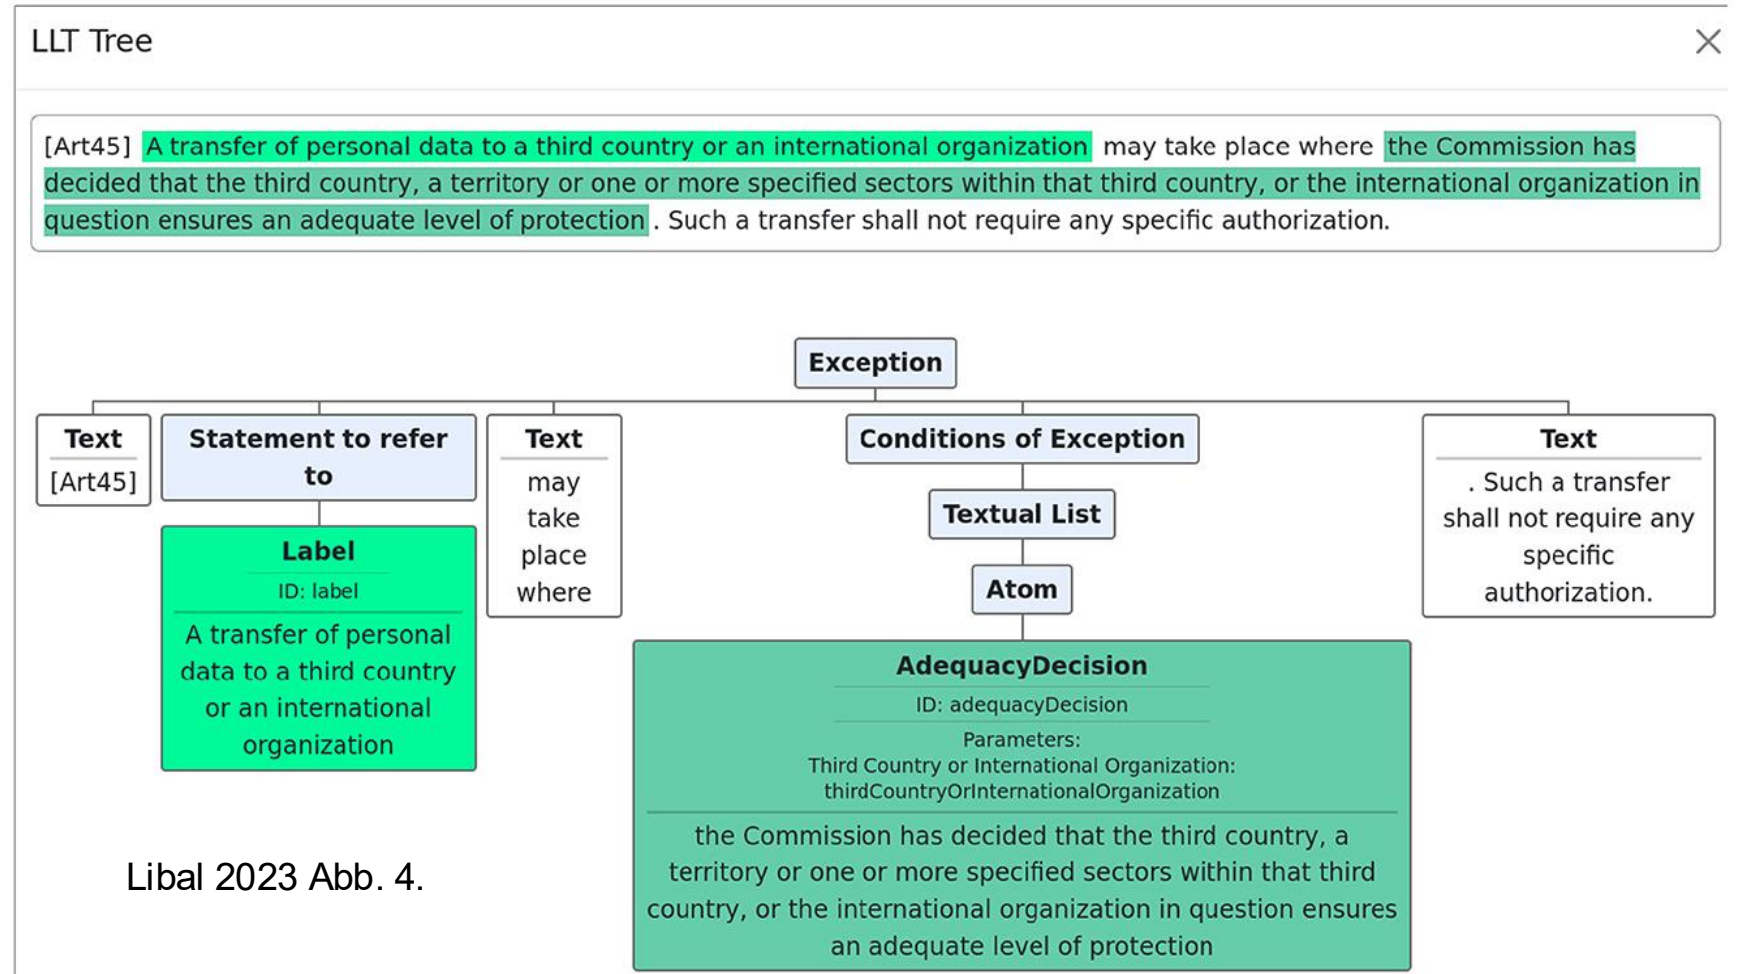 LLT Tree
[Art45] A transfer of personal data to a third country or an international organization may take place where the Commission has
decided that the third country, a territory or one or more specified sectors within that third country, or the international organization in
question ensures an adequate level of protection . Such a transfer shall not require any specific authorization.
Exception
Text
[Art45]
Statement to refer
to
Label
ID: label
A transfer of personal
data to a third country
or an international
organization
Text
may
take
place
where
Conditions of Exception
Textual List
Atom
AdequacyDecision
ID: adequacyDecision
Parameters:
Third Country or International Organization:
thirdCountryOrInternationalOrganization
the Commission has decided that the third country, a
territory or one or more specified sectors within that third
country, or the international organization in question ensures
an adequate level of protection
Text
. Such a transfer
shall not require any
specific
authorization.
Libal 2023 Abb. 4.